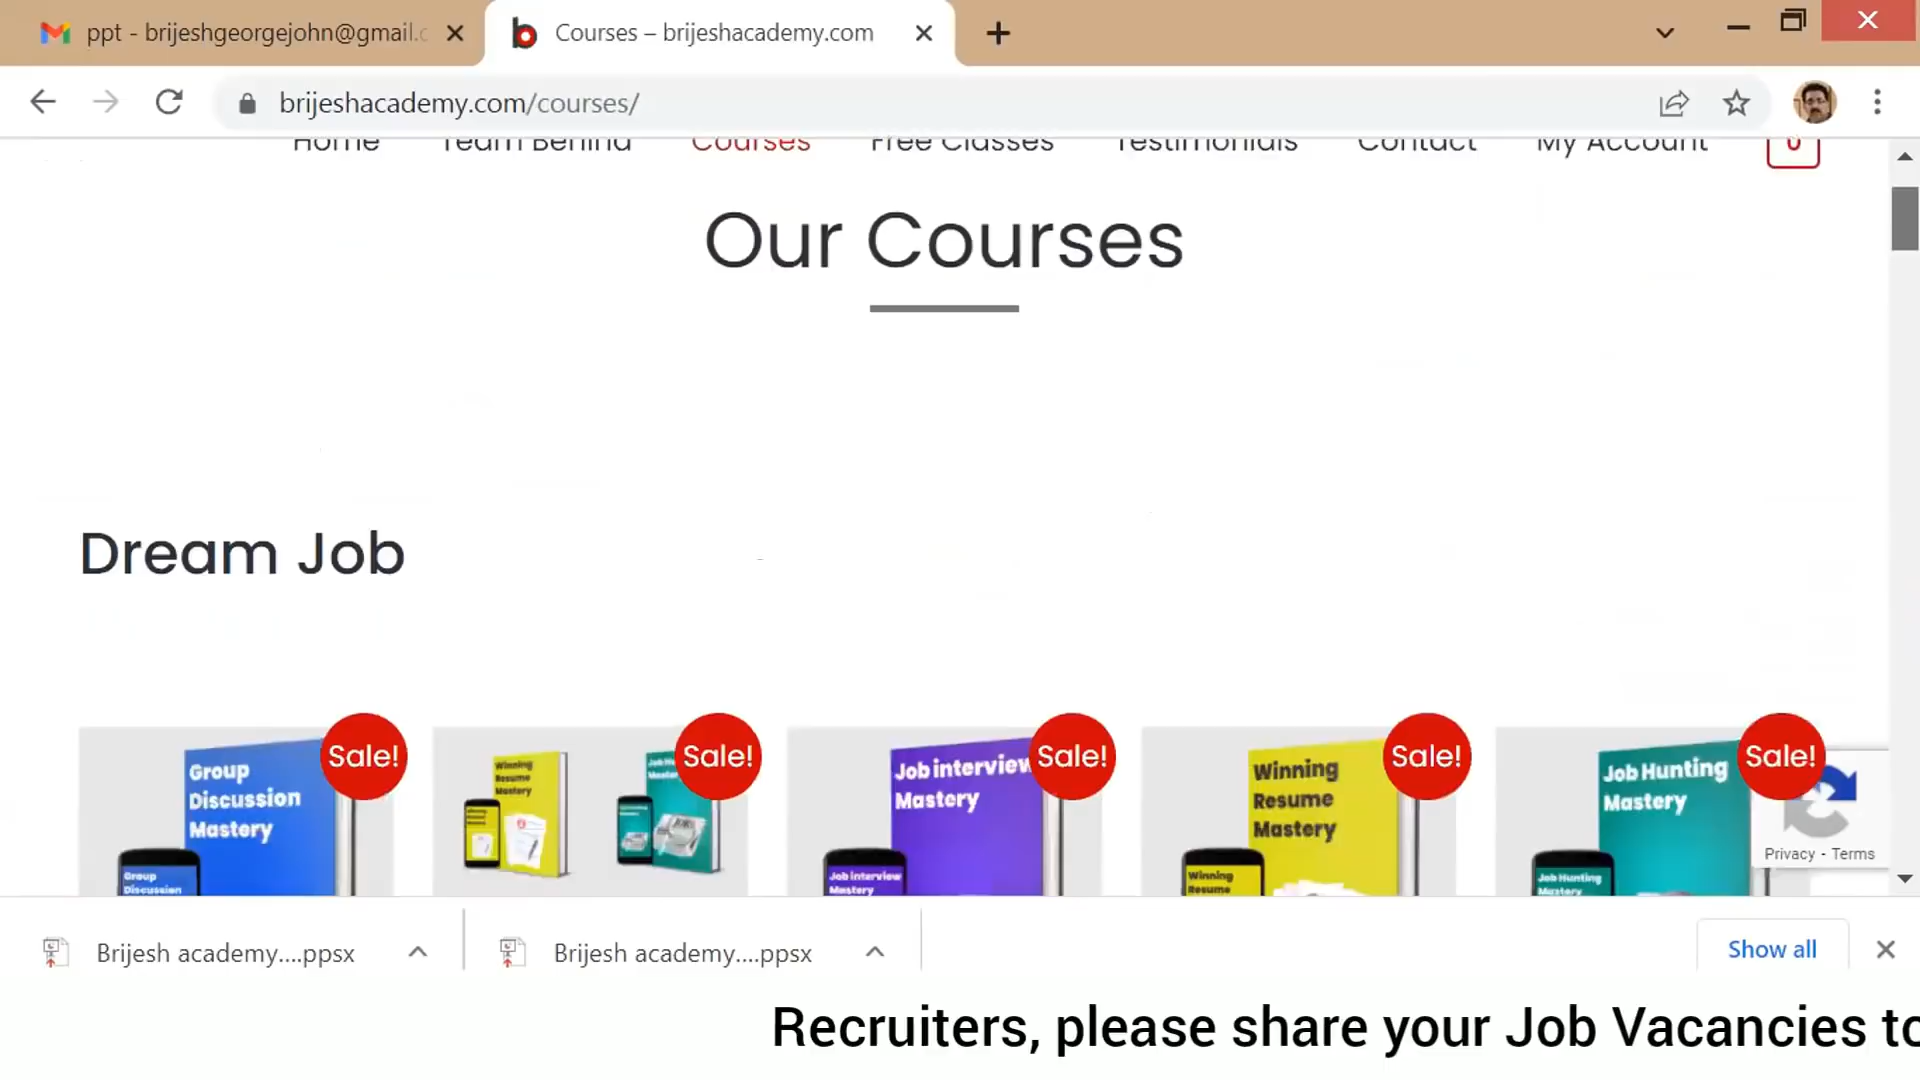 ppt - brijeshgeorgejohn@gmail.c
Courses – brijeshacademy.com
brijeshacademy.com/courses/
Home
Team Behind
Courses
Free Classes
Testimonials
Contact
My Account
0
Our Courses
Dream Job
Group
Discussion
Mastery
Sale!
Group
Discussion
Winning
Resume
Mastery
Sale!
Job interview
Mastery
Sale!
Job interview
Mastery
Winning
Resume
Mastery
Sale!
Winning
Resume
Job Hunting
Mastery
Sale!
Job Hunting
Mastery
Privacy - Terms
Brijesh academy....ppsx
Brijesh academy....ppsx
Show all
Recruiters, please share your Job Vacancies to